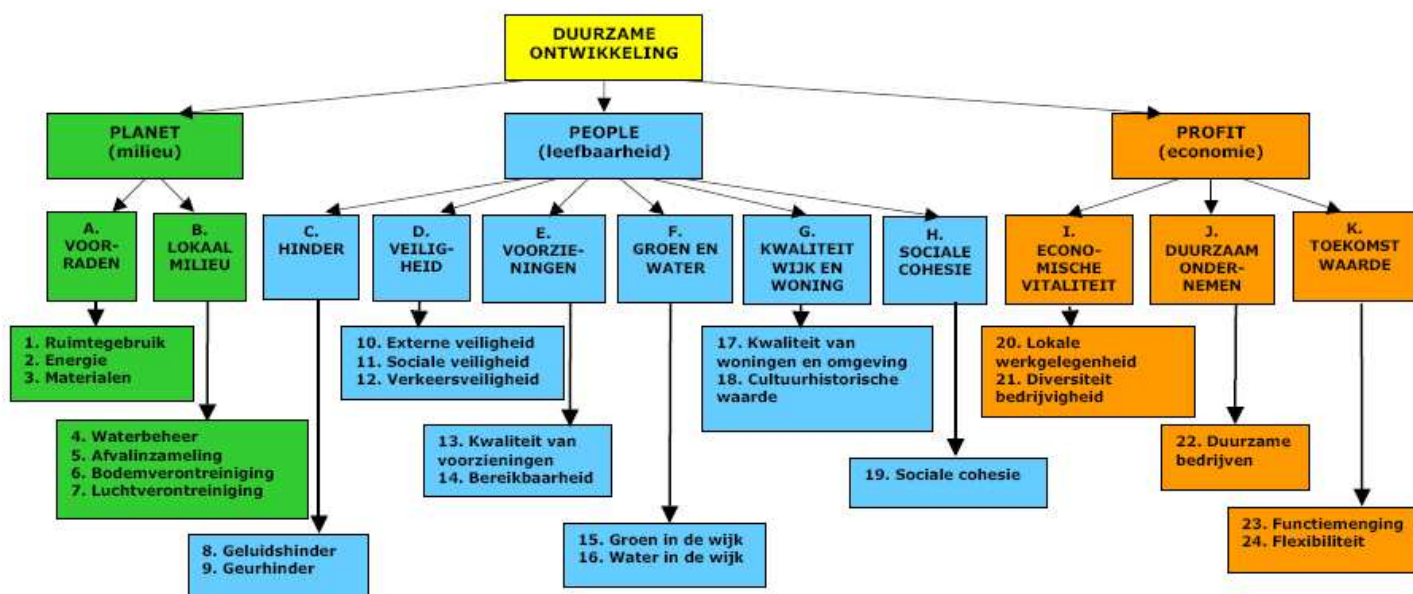 DUURZAME
ONTWIKKELING
PLANET
(milieu)
PEOPLE
(leefbaarheid)
PROFIT
(economie)
A.
VOOR-
RADEN
B.
LOKAAL
MILIEU
C.
HINDER
D.
VEILIG-
HEID
E.
VOORZIE-
NINGEN
F.
GROEN EN
WATER
G.
KWALITEIT
WIJK EN
WONING
H.
SOCIALE
COHESIE
I.
ECONO-
MISCHE
VITALITEIT
J.
DUURZAAM
ONDER-
NEMEN
K.
TOEKOMST
WAARDE
1. Ruimtegebruik
2. Energie
3. Materialen
4. Waterbeheer
5. Afvalinzameling
6. Bodemverontreiniging
7. Luchtverontreiniging
8. Geluidshinder
9. Geurhinder
10. Externe veiligheid
11. Sociale veiligheid
12. Verkeersveiligheid
13. Kwaliteit van
voorzieningen
14. Bereikbaarheid
15. Groen in de wijk
16. Water in de wijk
17. Kwaliteit van
woningen en omgeving
18. Cultuurhistorische
waarde
19. Sociale cohesie
20. Lokale
werkgelegenheid
21. Diversiteit
bedrijvigheid
22. Duurzame
bedrijven
23. Functiemenging
24. Flexibiliteit